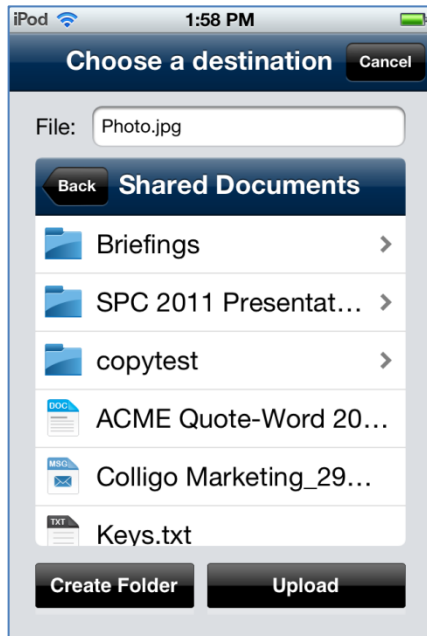 iPod 1:58 PM
Choose a destination Cancel
File: Photo.jpg
Back Shared Documents
Briefings
SPC 2011 Presentat...
copytest
DOC ACME Quote-Word 20...
MSG Colligo Marketing_29...
TXT Keys.txt
Create Folder Upload